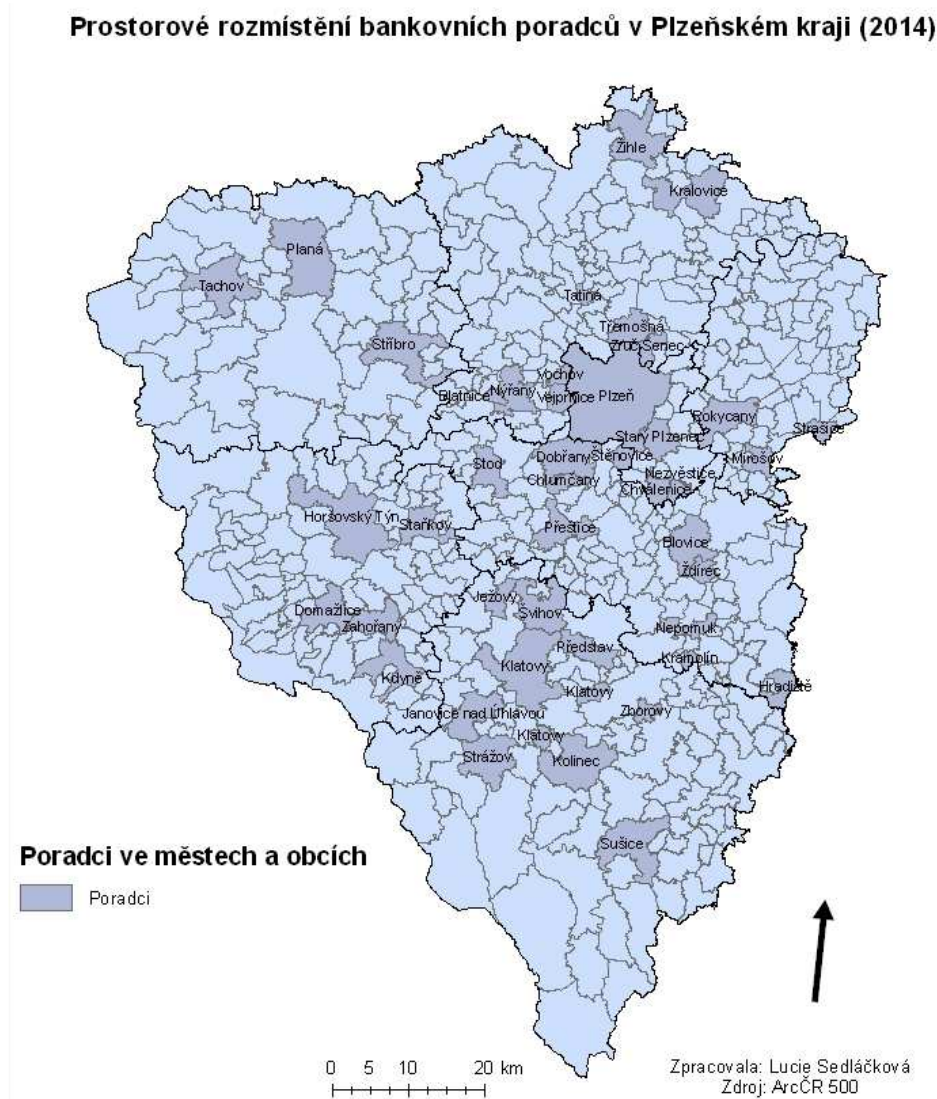 Prostorové rozmístění bankovních poradců v Plzeňském kraji (2014)
Žihle
Kralovice
Planá
Tachov
Tatiná
Třemošná
Zruč-Senec
Stříbro
Vochov
Blatnice
Nýřany
Vejprnice
Plzeň
Rokycany
Strašice
Starý Plzenec
Dobřany
Štěnovice
Mirošov
Stod
Chlumčany
Nezvěstice
Chválenice
Horšovský Týn
Staňkov
Přeštice
Blovice
Ždírec
Ježovy
Domažlice
Švihov
Zahořany
Nepomuk
Předslav
Klatovy
Kramolín
Kdyně
Hradiště
Klatovy
Janovice nad Úhlavou
Zborovy
Klatovy
Strážov
Kolinec
Sušice
Poradci ve městech a obcích
Poradci
0 5 10 20 km
Zpracovala: Lucie Sedláčková
Zdroj: ArcČR 500